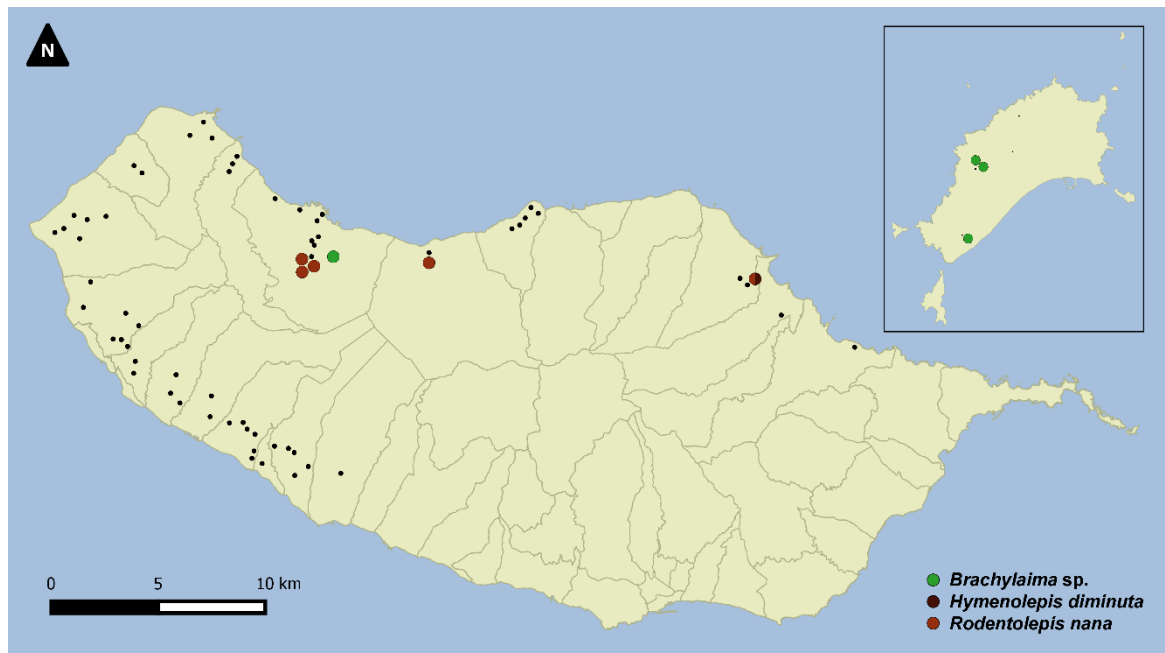 N
0 5 10 km
Brachylaima sp.
Hymenolepis diminuta
Rodentolepis nana